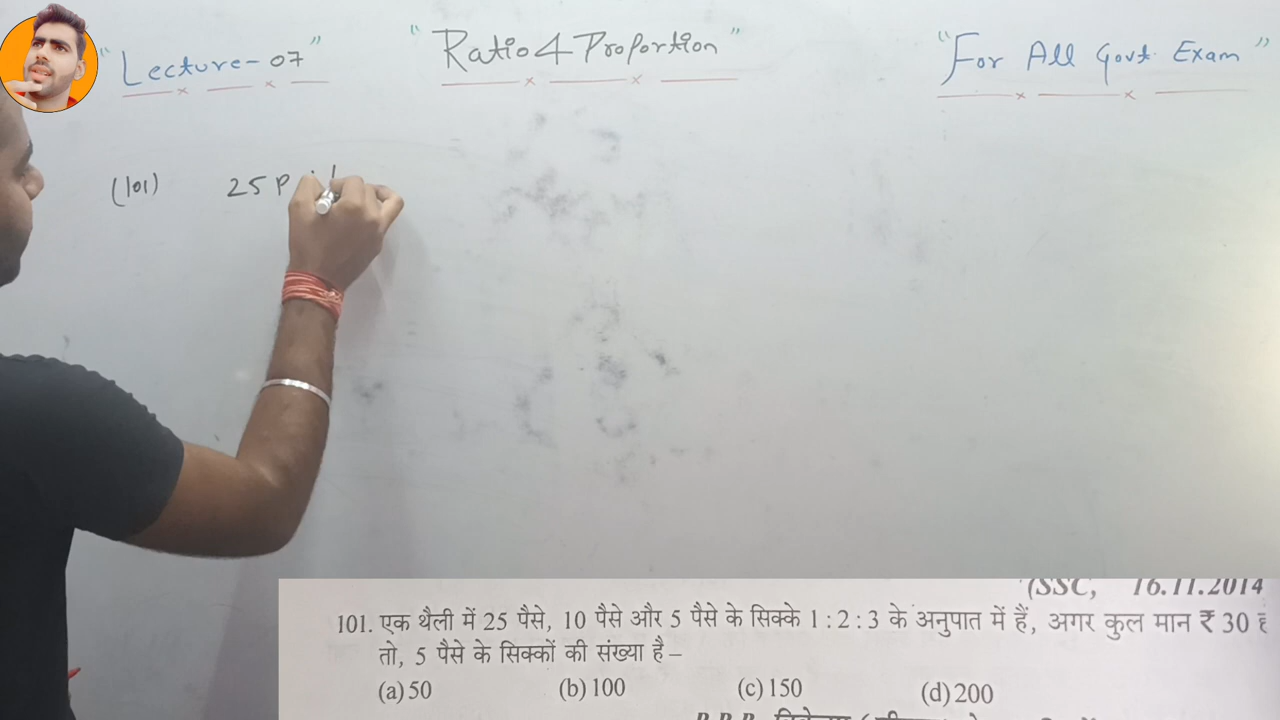 "Lecture-07"
"Ratio & Proportion"
"For All Govt. Exam"
(101) 25 P
(SSC, 16.11.2014
101. एक थैली में 25 पैसे, 10 पैसे और 5 पैसे के सिक्के 1 : 2 : 3 के अनुपात में हैं, अगर कुल मान ₹ 30 है
तो, 5 पैसे के सिक्कों की संख्या है –
(a) 50 (b) 100 (c) 150 (d) 200